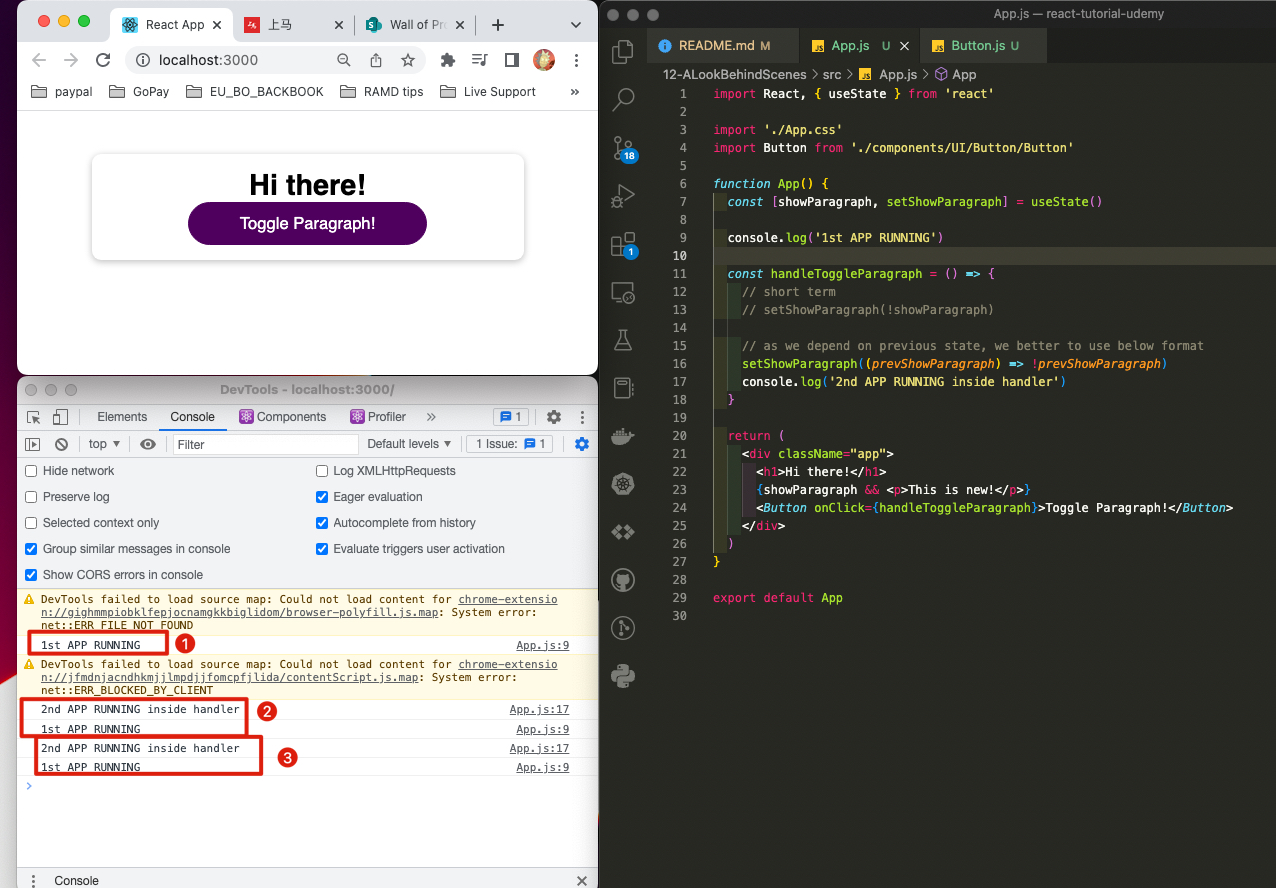 React App
上马
Wall of Pr
localhost:3000
paypal
GoPay
EU_BO_BACKBOOK
RAMD tips
Live Support
»
Hi there!
Toggle Paragraph!
DevTools - localhost:3000/
Elements
Console
Components
Profiler
»
1
top
Filter
Default levels
1 Issue:
1
Hide network
Log XMLHttpRequests
Preserve log
Eager evaluation
Selected context only
Autocomplete from history
Group similar messages in console
Evaluate triggers user activation
Show CORS errors in console
DevTools failed to load source map: Could not load content for chrome-extensio
n://gighmmpiobklfepjocnamgkkbiglidom/browser-polyfill.js.map: System error:
net::ERR_FILE_NOT_FOUND
1st APP RUNNING
1
App.js:9
DevTools failed to load source map: Could not load content for chrome-extensio
n://jfmdnjacndhkmjjlmpdjjfomcpfjlida/contentScript.js.map: System error:
net::ERR_BLOCKED_BY_CLIENT
2nd APP RUNNING inside handler
2
App.js:17
1st APP RUNNING
App.js:9
2nd APP RUNNING inside handler
3
App.js:17
1st APP RUNNING
App.js:9
Console
App.js — react-tutorial-udemy
README.md M
JS App.js U
JS Button.js U
12-ALookBehindScenes > src > JS App.js > App
18
1
1 import React, { useState } from 'react'
2
3 import './App.css'
4 import Button from './components/UI/Button/Button'
5
6 function App() {
7 const [showParagraph, setShowParagraph] = useState()
8
9 console.log('1st APP RUNNING')
10
11 const handleToggleParagraph = () => {
12 // short term
13 // setShowParagraph(!showParagraph)
14
15 // as we depend on previous state, we better to use below format
16 setShowParagraph((prevShowParagraph) => !prevShowParagraph)
17 console.log('2nd APP RUNNING inside handler')
18 }
19
20 return (
21 <div className="app">
22 <h1>Hi there!</h1>
23 {showParagraph && <p>This is new!</p>}
24 <Button onClick={handleToggleParagraph}>Toggle Paragraph!</Button>
25 </div>
26 )
27 }
28
29 export default App
30